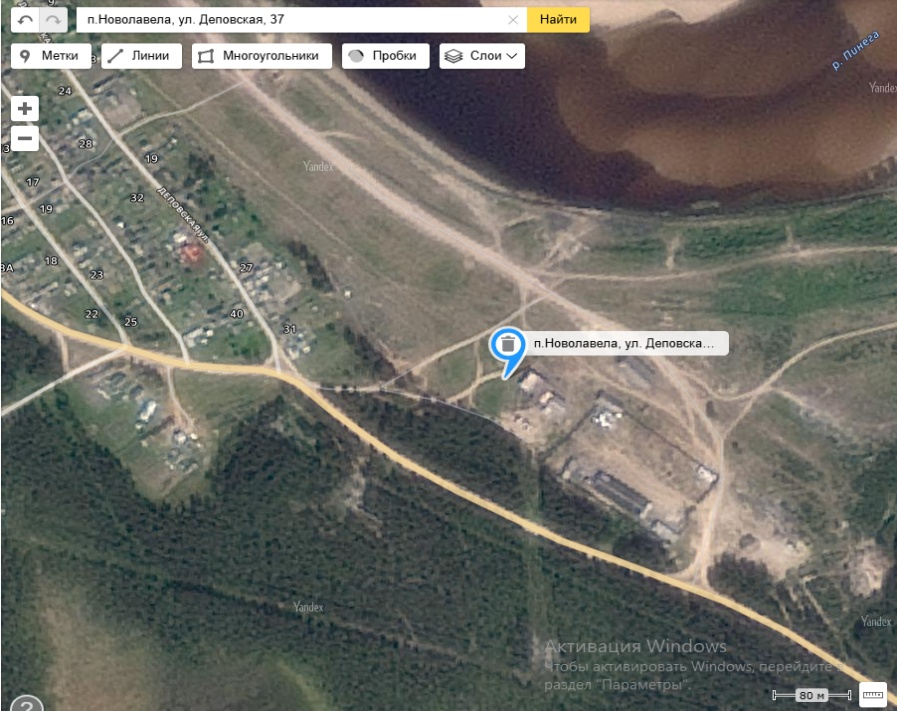 п.Новолавела, ул. Деповская, 37
Найти
Метки
Линии
Многоугольники
Пробки
Слои
р. Пинега
Yandex
24
28
19
Yandex
17
32
19
ДЕПОВСКАЯ УЛ.
16
18
27
23
22
25
40
31
п.Новолавела, ул. Деповска...
Yandex
Yandex
Активация Windows
Чтобы активировать Windows, перейдите в
раздел "Параметры".
80 м
?